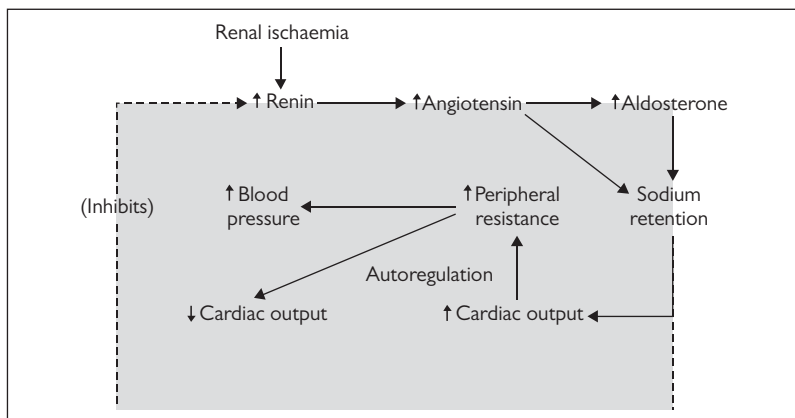 Renal ischaemia
↑ Renin ↑ Angiotensin ↑ Aldosterone
(Inhibits)
↑ Blood
pressure
↑ Peripheral
resistance
Sodium
retention
Autoregulation
↓ Cardiac output ↑ Cardiac output